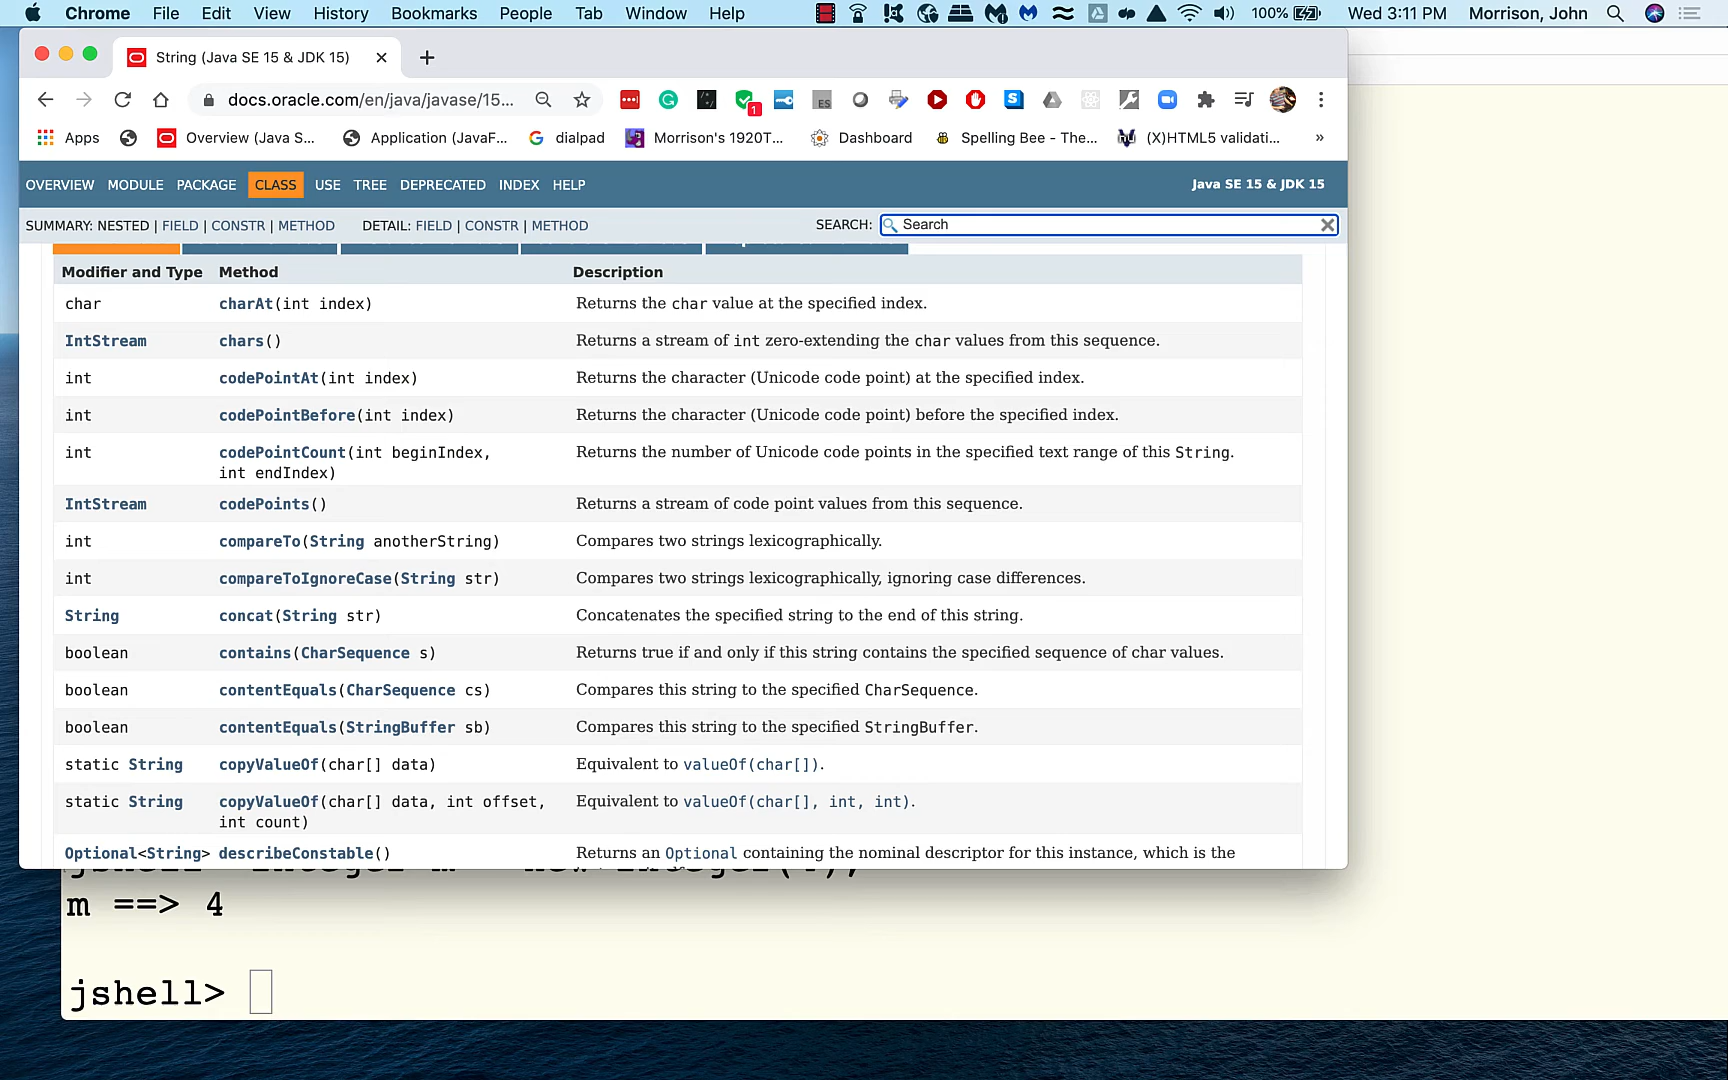 Chrome File Edit View History Bookmarks People Tab Window Help 100% Wed 3:11 PM Morrison, John
String (Java SE 15 & JDK 15)
docs.oracle.com/en/java/javase/15... 1 ES
Apps Overview (Java S... Application (JavaF... dialpad Morrison's 1920T... Dashboard Spelling Bee - The... (X)HTML5 validati... »
OVERVIEW MODULE PACKAGE CLASS USE TREE DEPRECATED INDEX HELP Java SE 15 & JDK 15
SUMMARY: NESTED | FIELD | CONSTR | METHOD DETAIL: FIELD | CONSTR | METHOD SEARCH: Search
Modifier and Type Method Description
char charAt(int index) Returns the char value at the specified index.
IntStream chars() Returns a stream of int zero-extending the char values from this sequence.
int codePointAt(int index) Returns the character (Unicode code point) at the specified index.
int codePointBefore(int index) Returns the character (Unicode code point) before the specified index.
int codePointCount(int beginIndex, Returns the number of Unicode code points in the specified text range of this String.
int endIndex)
IntStream codePoints() Returns a stream of code point values from this sequence.
int compareTo(String anotherString) Compares two strings lexicographically.
int compareToIgnoreCase(String str) Compares two strings lexicographically, ignoring case differences.
String concat(String str) Concatenates the specified string to the end of this string.
boolean contains(CharSequence s) Returns true if and only if this string contains the specified sequence of char values.
boolean contentEquals(CharSequence cs) Compares this string to the specified CharSequence.
boolean contentEquals(StringBuffer sb) Compares this string to the specified StringBuffer.
static String copyValueOf(char[] data) Equivalent to valueOf(char[]).
static String copyValueOf(char[] data, int offset, Equivalent to valueOf(char[], int, int).
int count)
Optional<String> describeConstable() Returns an Optional containing the nominal descriptor for this instance, which is the
m ==> 4
jshell>